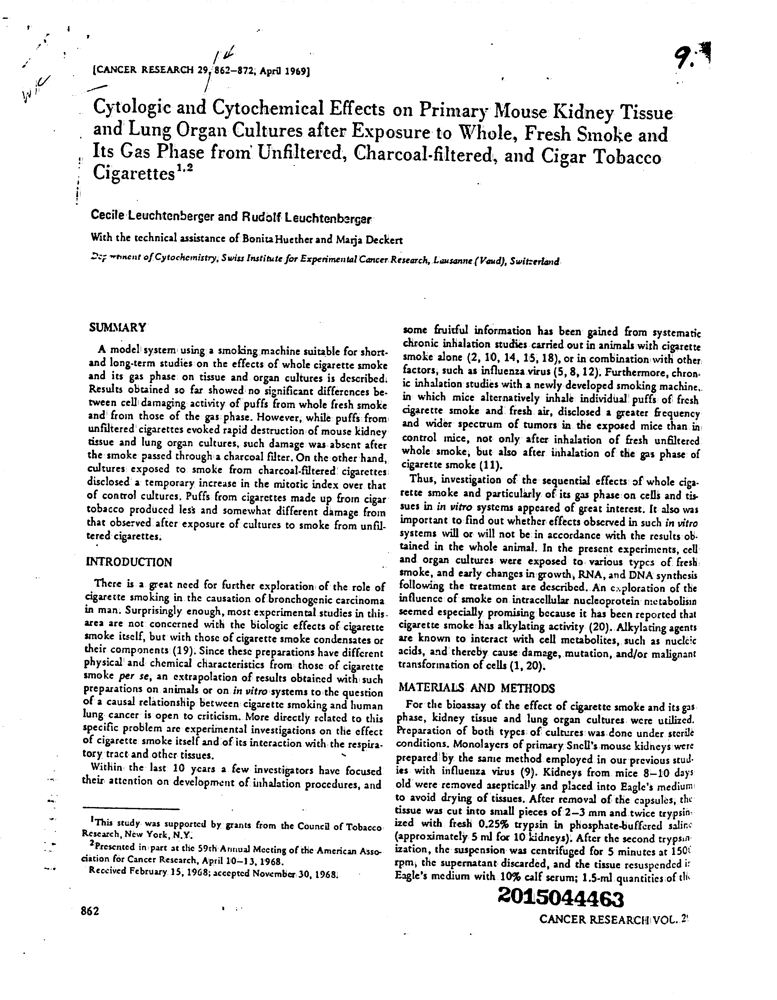 9.
[CANCER RESEARCH 29, 862–872, April 1969]
Cytologic and Cytochemical Effects on Primary Mouse Kidney Tissue
and Lung Organ Cultures after Exposure to Whole, Fresh Smoke and
Its Gas Phase from Unfiltered, Charcoal-filtered, and Cigar Tobacco
Cigarettes1,2
Cecile Leuchtenberger and Rudolf Leuchtenberger
With the technical assistance of Bonita Huether and Marja Deckert
Department of Cytochemistry, Swiss Institute for Experimental Cancer Research, Lausanne (Vaud), Switzerland
SUMMARY
A model system using a smoking machine suitable for short-
and long-term studies on the effects of whole cigarette smoke
and its gas phase on tissue and organ cultures is described.
Results obtained so far showed no significant differences be-
tween cell damaging activity of puffs from whole fresh smoke
and from those of the gas phase. However, while puffs from
unfiltered cigarettes evoked rapid destruction of mouse kidney
tissue and lung organ cultures, such damage was absent after
the smoke passed through a charcoal filter. On the other hand,
cultures exposed to smoke from charcoal-filtered cigarettes
disclosed a temporary increase in the mitotic index over that
of control cultures. Puffs from cigarettes made up from cigar
tobacco produced less and somewhat different damage from
that observed after exposure of cultures to smoke from unfil-
tered cigarettes.
INTRODUCTION
There is a great need for further exploration of the role of
cigarette smoking in the causation of bronchogenic carcinoma
in man. Surprisingly enough, most experimental studies in this
area are not concerned with the biologic effects of cigarette
smoke itself, but with those of cigarette smoke condensates or
their components (19). Since these preparations have different
physical and chemical characteristics from those of cigarette
smoke per se, an extrapolation of results obtained with such
preparations on animals or on in vitro systems to the question
of a causal relationship between cigarette smoking and human
lung cancer is open to criticism. More directly related to this
specific problem are experimental investigations on the effect
of cigarette smoke itself and of its interaction with the respira-
tory tract and other tissues.
Within the last 10 years a few investigators have focused
their attention on development of inhalation procedures, and
1This study was supported by grants from the Council of Tobacco
Research, New York, N.Y.
2Presented in part at the 59th Annual Meeting of the American Asso-
ciation for Cancer Research, April 10–13, 1968.
Received February 15, 1968; accepted November 30, 1968.
862
some fruitful information has been gained from systematic
chronic inhalation studies carried out in animals with cigarette
smoke alone (2, 10, 14, 15, 18), or in combination with other
factors, such as influenza virus (5, 8, 12). Furthermore, chron-
ic inhalation studies with a newly developed smoking machine,
in which mice alternatively inhale individual puffs of fresh
cigarette smoke and fresh air, disclosed a greater frequency
and wider spectrum of tumors in the exposed mice than in
control mice, not only after inhalation of fresh unfiltered
whole smoke, but also after inhalation of the gas phase of
cigarette smoke (11).
Thus, investigation of the sequential effects of whole ciga-
rette smoke and particularly of its gas phase on cells and tis-
sues in in vitro systems appeared of great interest. It also was
important to find out whether effects observed in such in vitro
systems will or will not be in accordance with the results ob-
tained in the whole animal. In the present experiments, cell
and organ cultures were exposed to various types of fresh
smoke, and early changes in growth, RNA, and DNA synthesis
following the treatment are described. An exploration of the
influence of smoke on intracellular nucleoprotein metabolism
seemed especially promising because it has been reported that
cigarette smoke has alkylating activity (20). Alkylating agents
are known to interact with cell metabolites, such as nucleic
acids, and thereby cause damage, mutation, and/or malignant
transformation of cells (1, 20).
MATERIALS AND METHODS
For the bioassay of the effect of cigarette smoke and its gas
phase, kidney tissue and lung organ cultures were utilized.
Preparation of both types of cultures was done under sterile
conditions. Monolayers of primary Snell's mouse kidneys were
prepared by the same method employed in our previous stud-
ies with influenza virus (9). Kidneys from mice 8–10 days
old were removed aseptically and placed into Eagle's medium
to avoid drying of tissues. After removal of the capsules, the
tissue was cut into small pieces of 2–3 mm and twice trypsin-
ized with fresh 0.25% trypsin in phosphate-buffered saline
(approximately 5 ml for 10 kidneys). After the second trypsin-
ization, the suspension was centrifuged for 5 minutes at 1500
rpm, the supernatant discarded, and the tissue resuspended in
Eagle's medium with 10% calf serum; 1.5-ml quantities of the
2015044463
CANCER RESEARCH VOL. 2